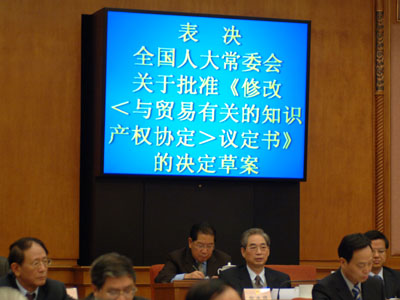 表决
全国人大常委会
关于批准《修改
<与贸易有关的知识
产权协定>议定书》
的决定草案